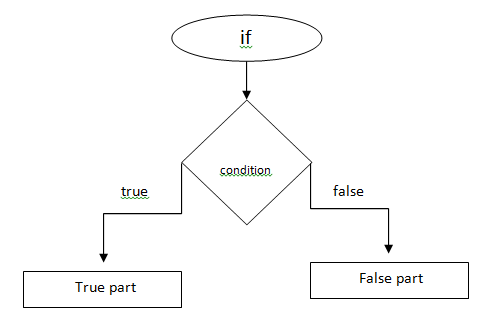 if
condition
true
false
True part
False part